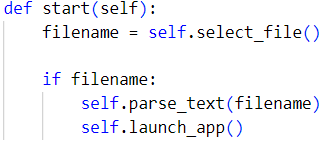 def start(self):
    filename = self.select_file()

    if filename:
        self.parse_text(filename)
        self.launch_app()